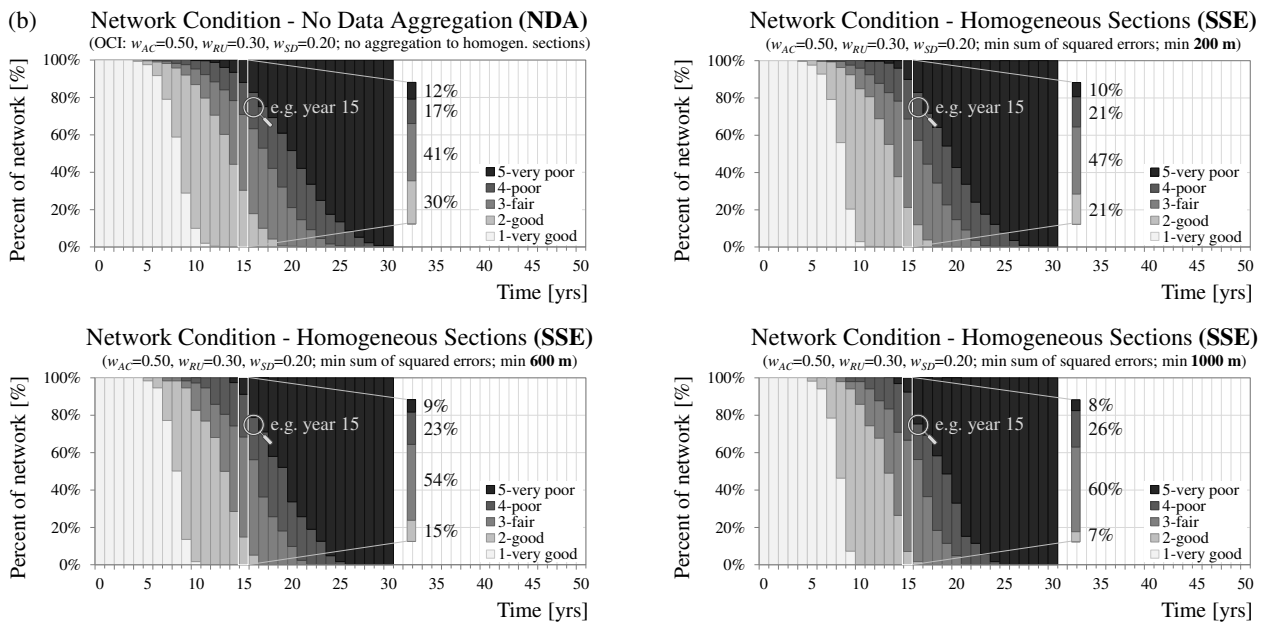 (b)
Network Condition - No Data Aggregation (NDA)
(OCI: wAC=0.50, wRU=0.30, wSD=0.20; no aggregation to homogen. sections)
Percent of network [%]
100%
80%
60%
40%
20%
0%
12%
17%
41%
30%
e.g. year 15
5-very poor
4-poor
3-fair
2-good
1-very good
0 5 10 15 20 25 30 35 40 45 50
Time [yrs]
Network Condition - Homogeneous Sections (SSE)
(wAC=0.50, wRU=0.30, wSD=0.20; min sum of squared errors; min 200 m)
Percent of network [%]
100%
80%
60%
40%
20%
0%
10%
21%
47%
21%
e.g. year 15
5-very poor
4-poor
3-fair
2-good
1-very good
0 5 10 15 20 25 30 35 40 45 50
Time [yrs]
Network Condition - Homogeneous Sections (SSE)
(wAC=0.50, wRU=0.30, wSD=0.20; min sum of squared errors; min 600 m)
Percent of network [%]
100%
80%
60%
40%
20%
0%
9%
23%
54%
15%
e.g. year 15
5-very poor
4-poor
3-fair
2-good
1-very good
0 5 10 15 20 25 30 35 40 45 50
Time [yrs]
Network Condition - Homogeneous Sections (SSE)
(wAC=0.50, wRU=0.30, wSD=0.20; min sum of squared errors; min 1000 m)
Percent of network [%]
100%
80%
60%
40%
20%
0%
8%
26%
60%
7%
e.g. year 15
5-very poor
4-poor
3-fair
2-good
1-very good
0 5 10 15 20 25 30 35 40 45 50
Time [yrs]